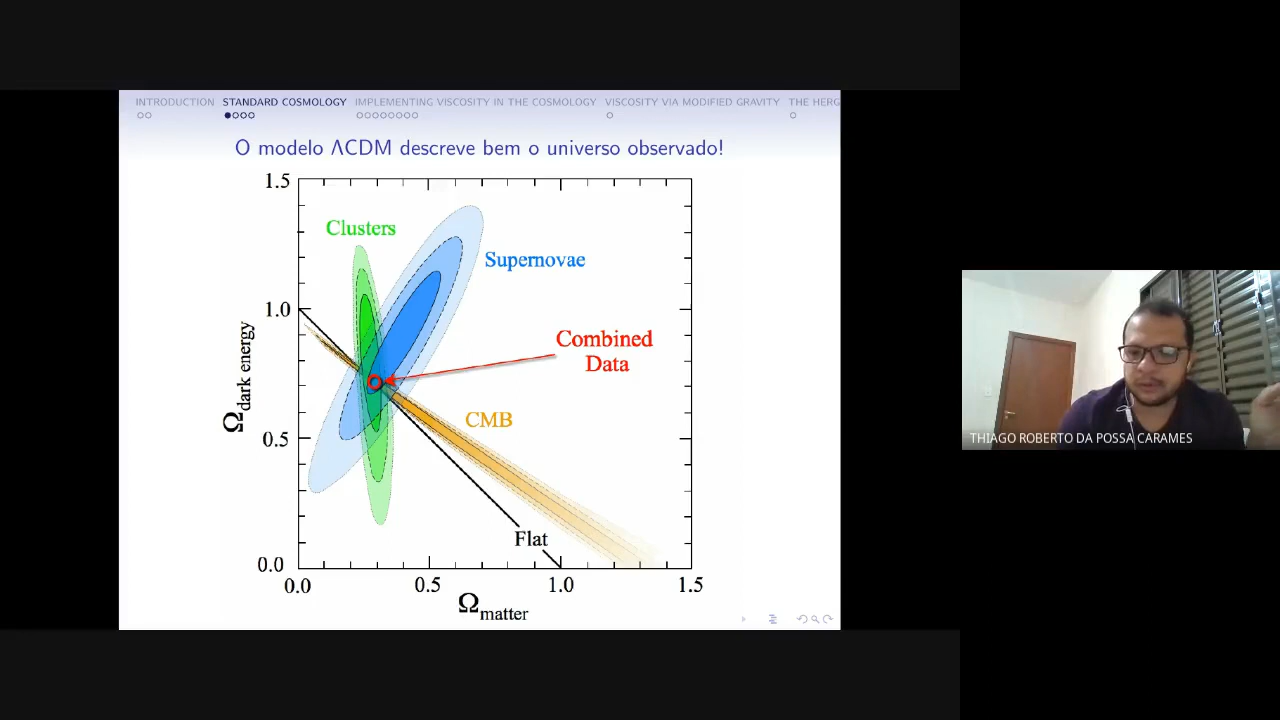 INTRODUCTION STANDARD COSMOLOGY IMPLEMENTING VISCOSITY IN THE COSMOLOGY VISCOSITY VIA MODIFIED GRAVITY THE HERG
O modelo ΛCDM descreve bem o universo observado!
1.5
Clusters
Supernovae
1.0
Combined
Data
Ωdark energy
CMB
0.5
Flat
0.0
0.0 0.5 1.0 1.5
Ωmatter
THIAGO ROBERTO DA POSSA CARAMES